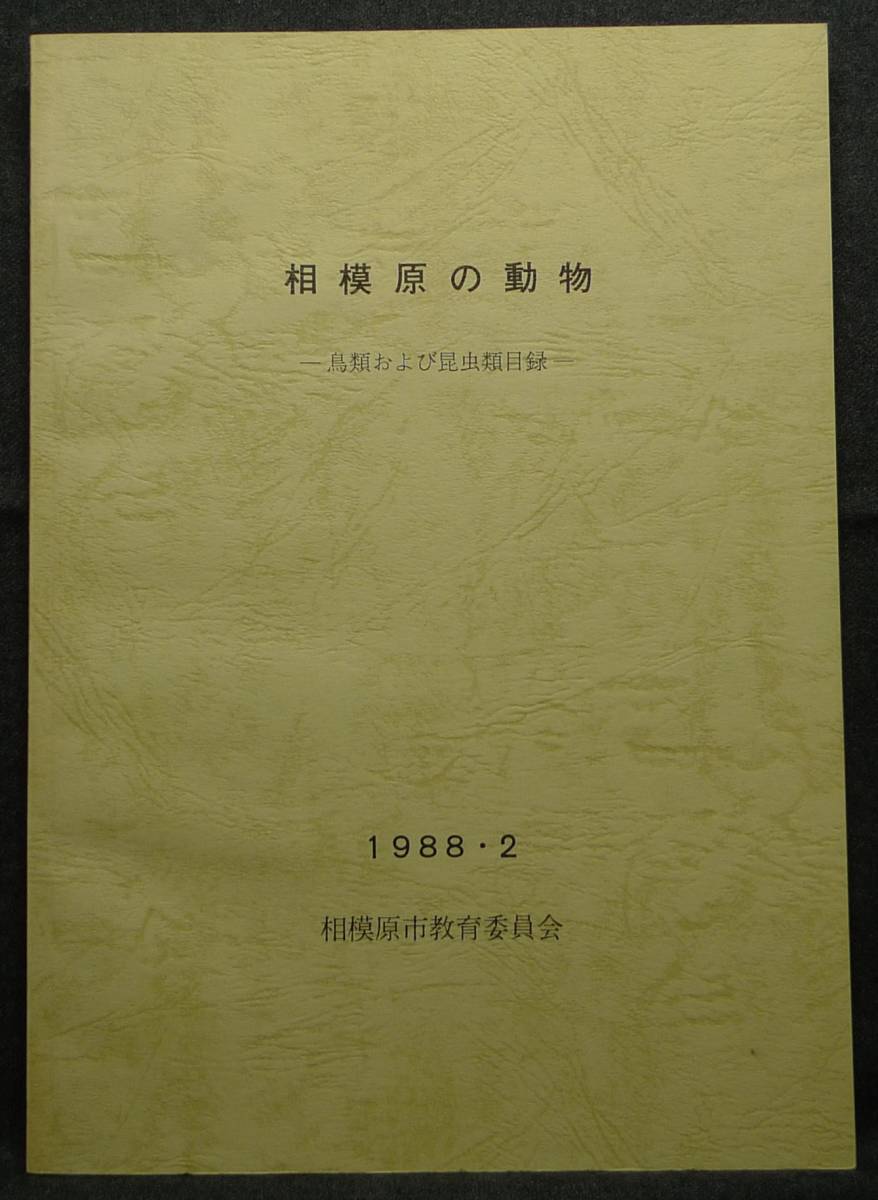 相模原の動物
―鳥類および昆虫類目録―
1988・2
相模原市教育委員会